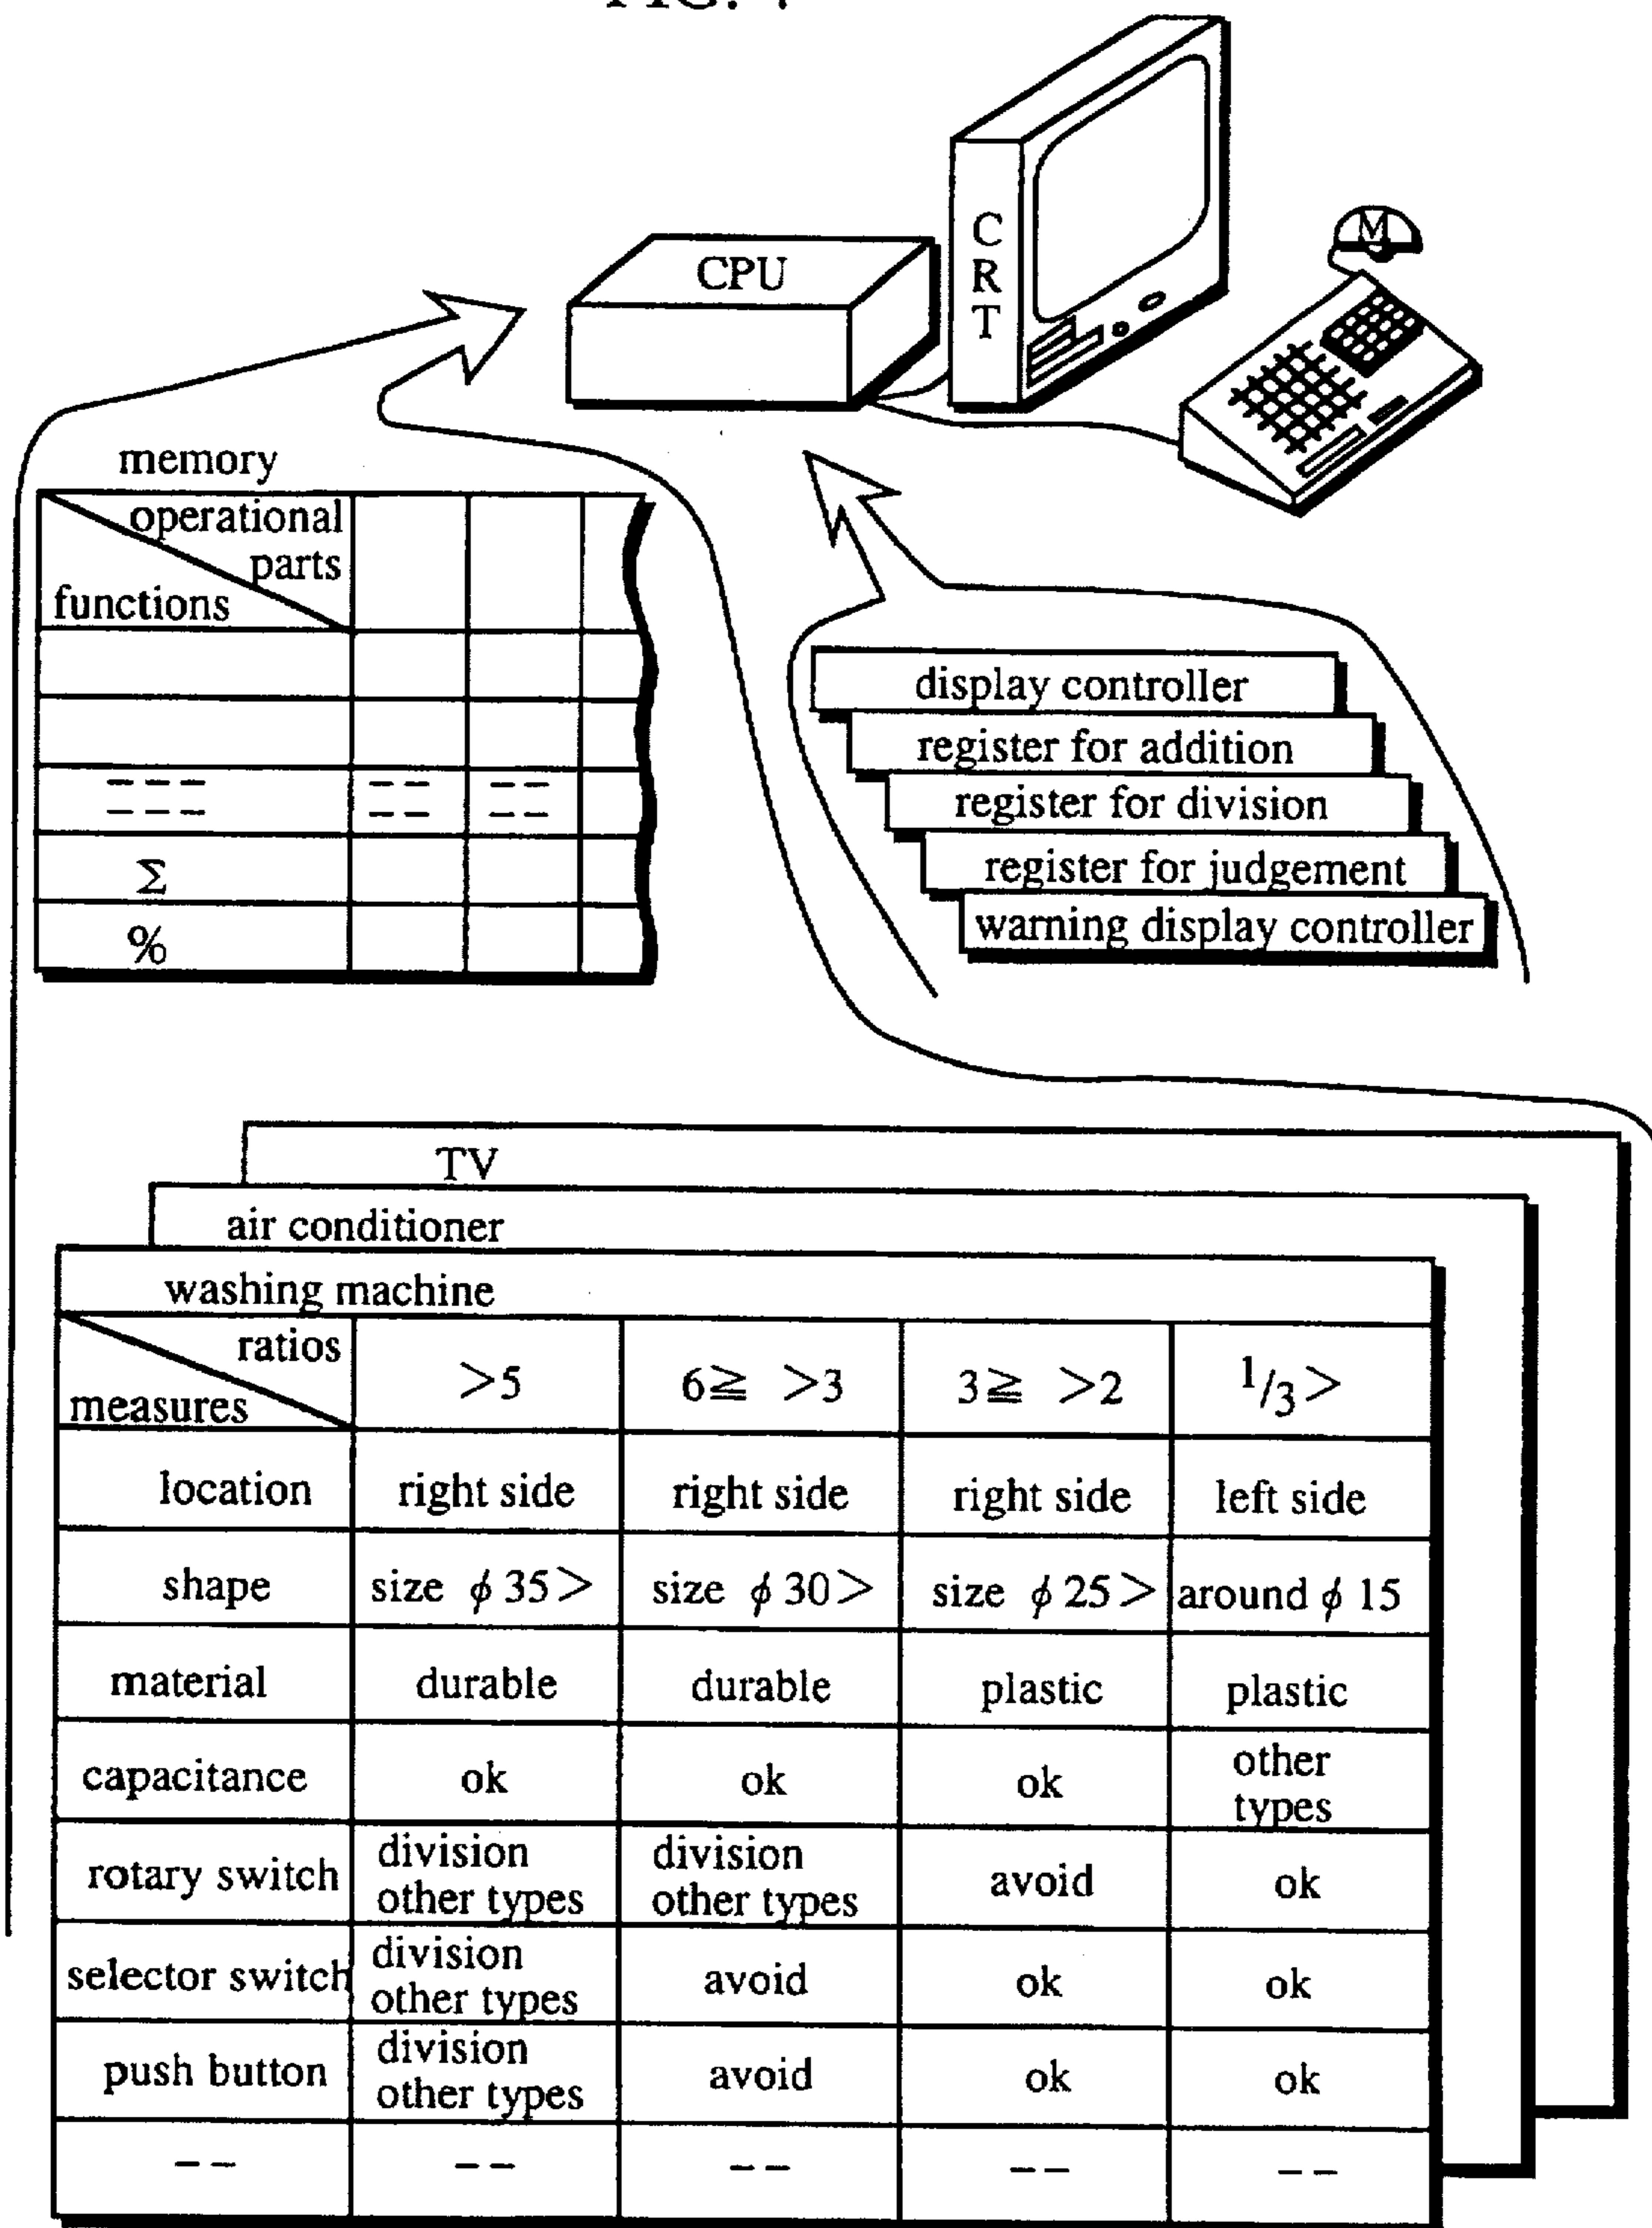 CPU
C
R
T
M
memory
operational
parts
functions
--- -- --
--- -- --
Σ
%
display controller
register for addition
register for division
register for judgement
warning display controller
TV
air conditioner
washing machine
ratios
measures
>5 6≧ >3 3≧ >2 1/3>
location right side right side right side left side
shape size ϕ 35> size ϕ 30> size ϕ 25> around ϕ 15
material durable durable plastic plastic
capacitance ok ok ok other types
rotary switch division other types division other types avoid ok
selector switch division other types avoid ok ok
push button division other types avoid ok ok
-- -- -- -- --